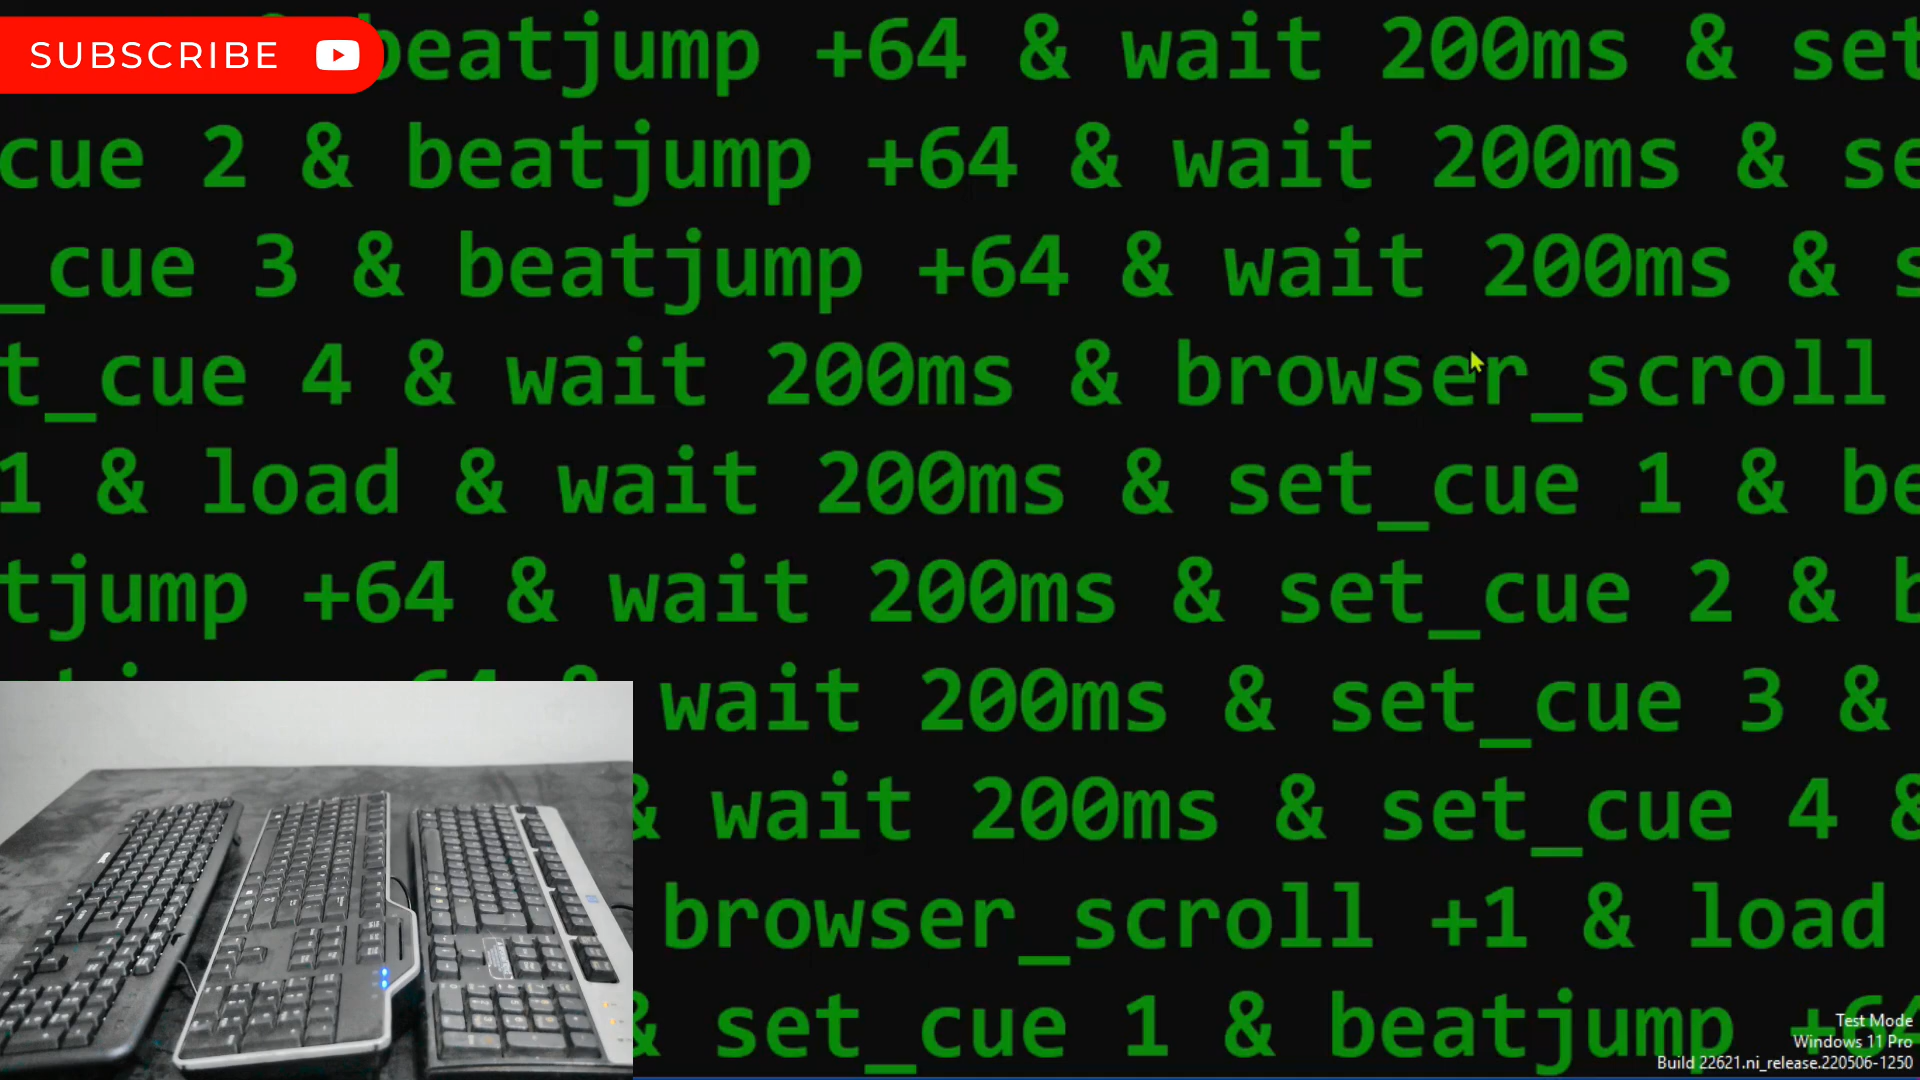 SUBSCRIBE
beatjump +64 & wait 200ms & set
cue 2 & beatjump +64 & wait 200ms & se
_cue 3 & beatjump +64 & wait 200ms & s
t_cue 4 & wait 200ms & browser_scroll
1 & load & wait 200ms & set_cue 1 & be
tjump +64 & wait 200ms & set_cue 2 & b
wait 200ms & set_cue 3 &
& wait 200ms & set_cue 4 &
browser_scroll +1 & load
& set_cue 1 & beatjump +64
Test Mode
Windows 11 Pro
Build 22621.ni_release.220506-1250